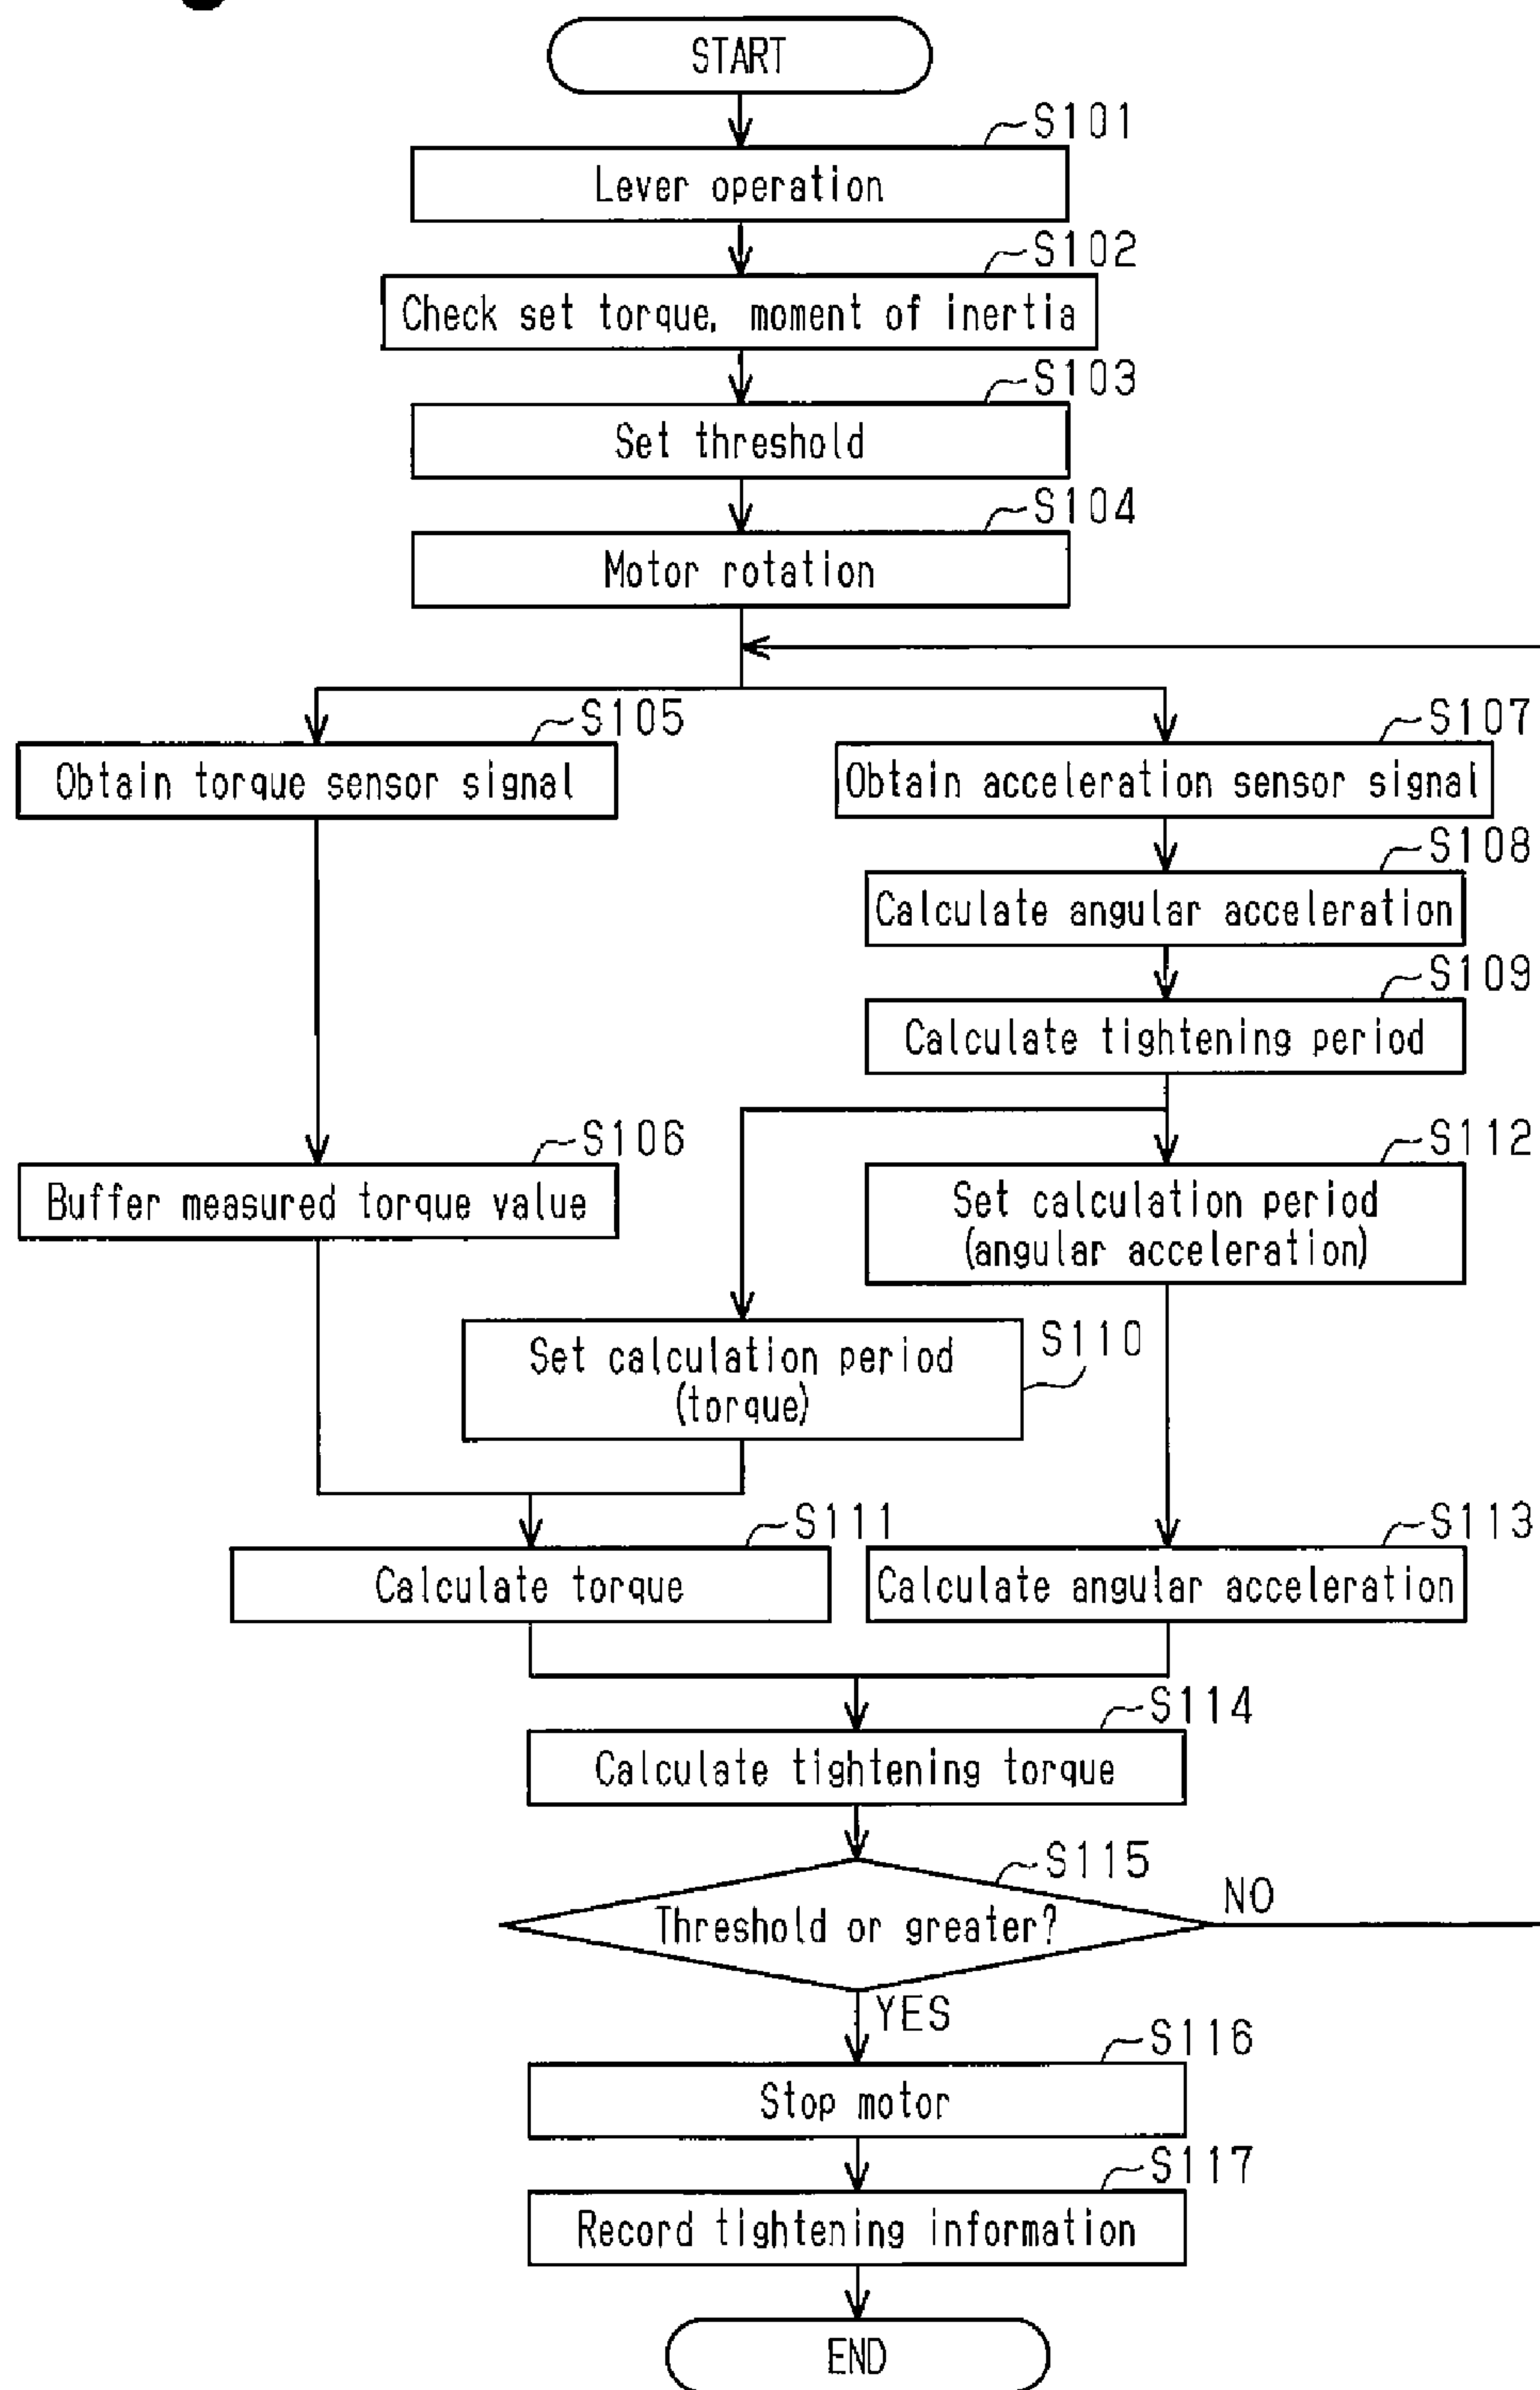 START
S101
Lever operation
S102
Check set torque, moment of inertia
S103
Set threshold
S104
Motor rotation
S105
Obtain torque sensor signal
S107
Obtain acceleration sensor signal
S108
Calculate angular acceleration
S109
Calculate tightening period
S106
Buffer measured torque value
S112
Set calculation period
(angular acceleration)
S110
Set calculation period
(torque)
S111
Calculate torque
S113
Calculate angular acceleration
S114
Calculate tightening torque
S115
Threshold or greater?
NO
YES
S116
Stop motor
S117
Record tightening information
END